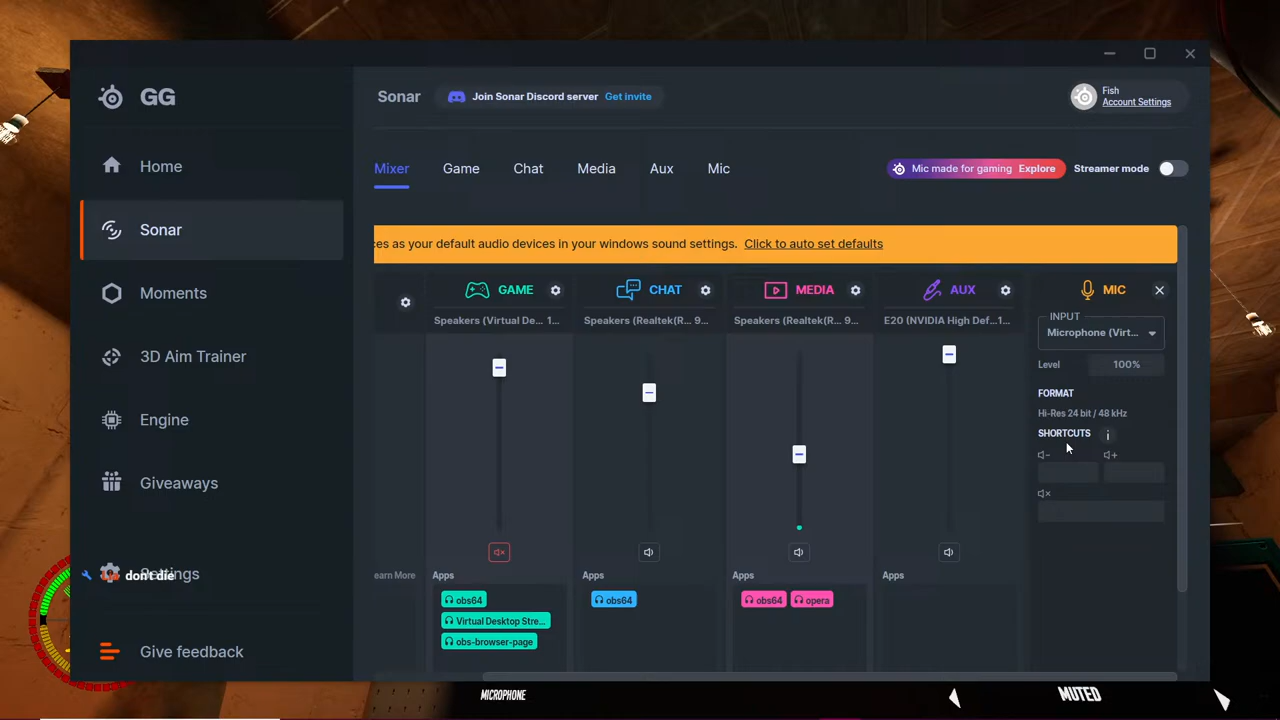 GG
Sonar
Join Sonar Discord server Get invite
Fish
Account Settings
Home
Sonar
Moments
3D Aim Trainer
Engine
Giveaways
Settings
don't die
Give feedback
Mixer Game Chat Media Aux Mic
Mic made for gaming Explore
Streamer mode
ces as your default audio devices in your windows sound settings. Click to auto set defaults
GAME
Speakers (Virtual De... 1...
CHAT
Speakers (Realtek(R... 9...
MEDIA
Speakers (Realtek(R... 9...
AUX
E20 (NVIDIA High Def...1...
MIC
INPUT
Microphone (Virt...
Level 100%
FORMAT
Hi-Res 24 bit / 48 kHz
SHORTCUTS i
earn More
Apps
obs64
Virtual Desktop Stre...
obs-browser-page
Apps
obs64
Apps
obs64 opera
Apps
MICROPHONE
MUTED